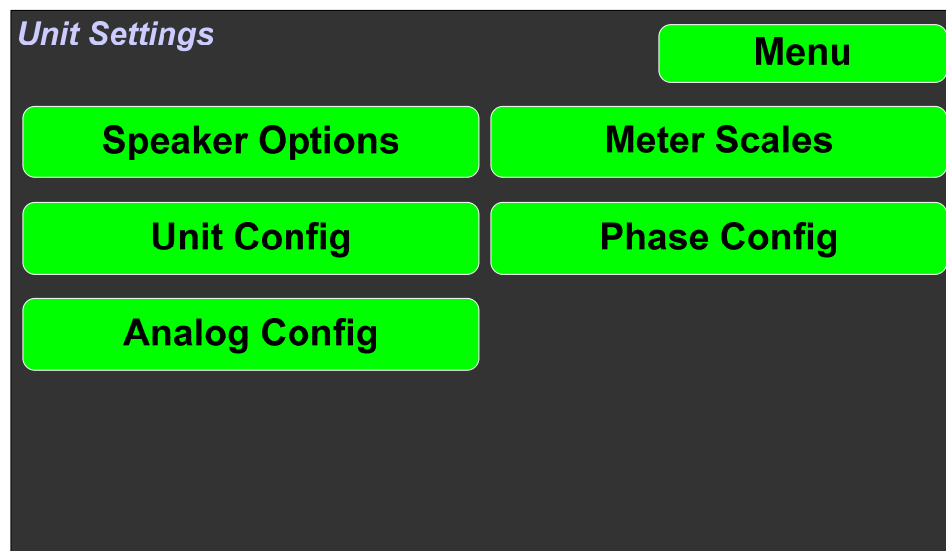 Unit Settings
Menu
Speaker Options
Meter Scales
Unit Config
Phase Config
Analog Config